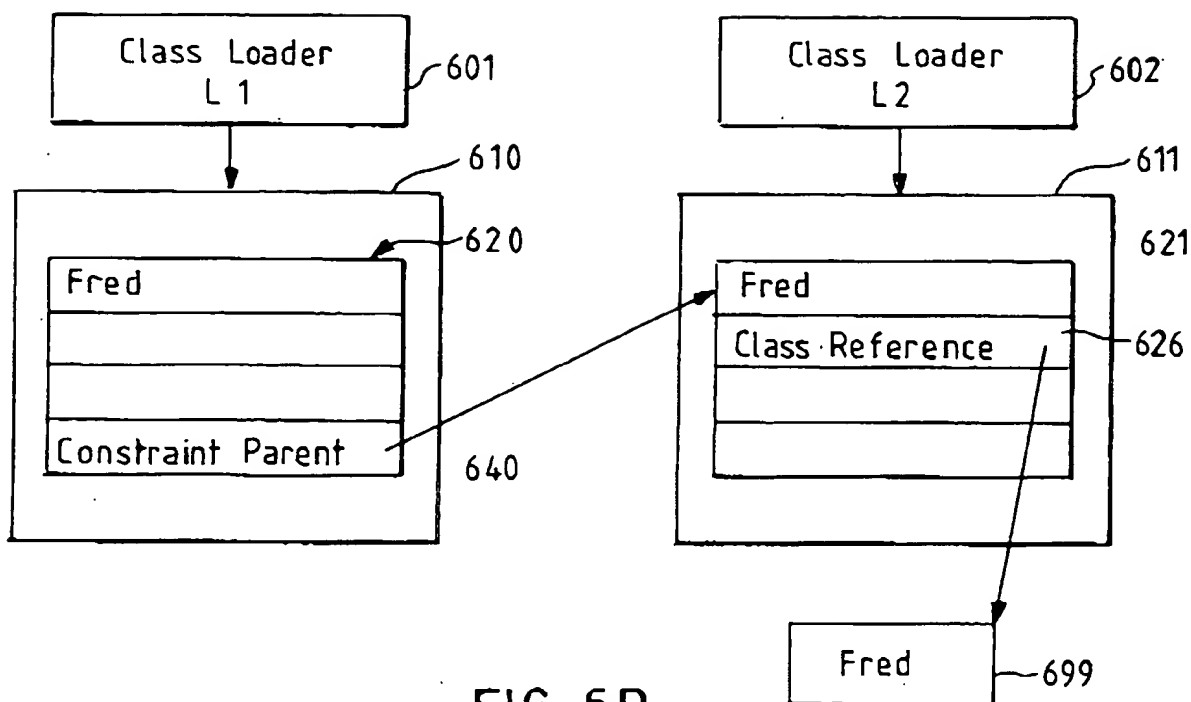 Class Loader
L 1
601
Class Loader
L2
602
610
611
620
621
Fred
Fred
Class Reference
626
Constraint Parent
640
Fred
699